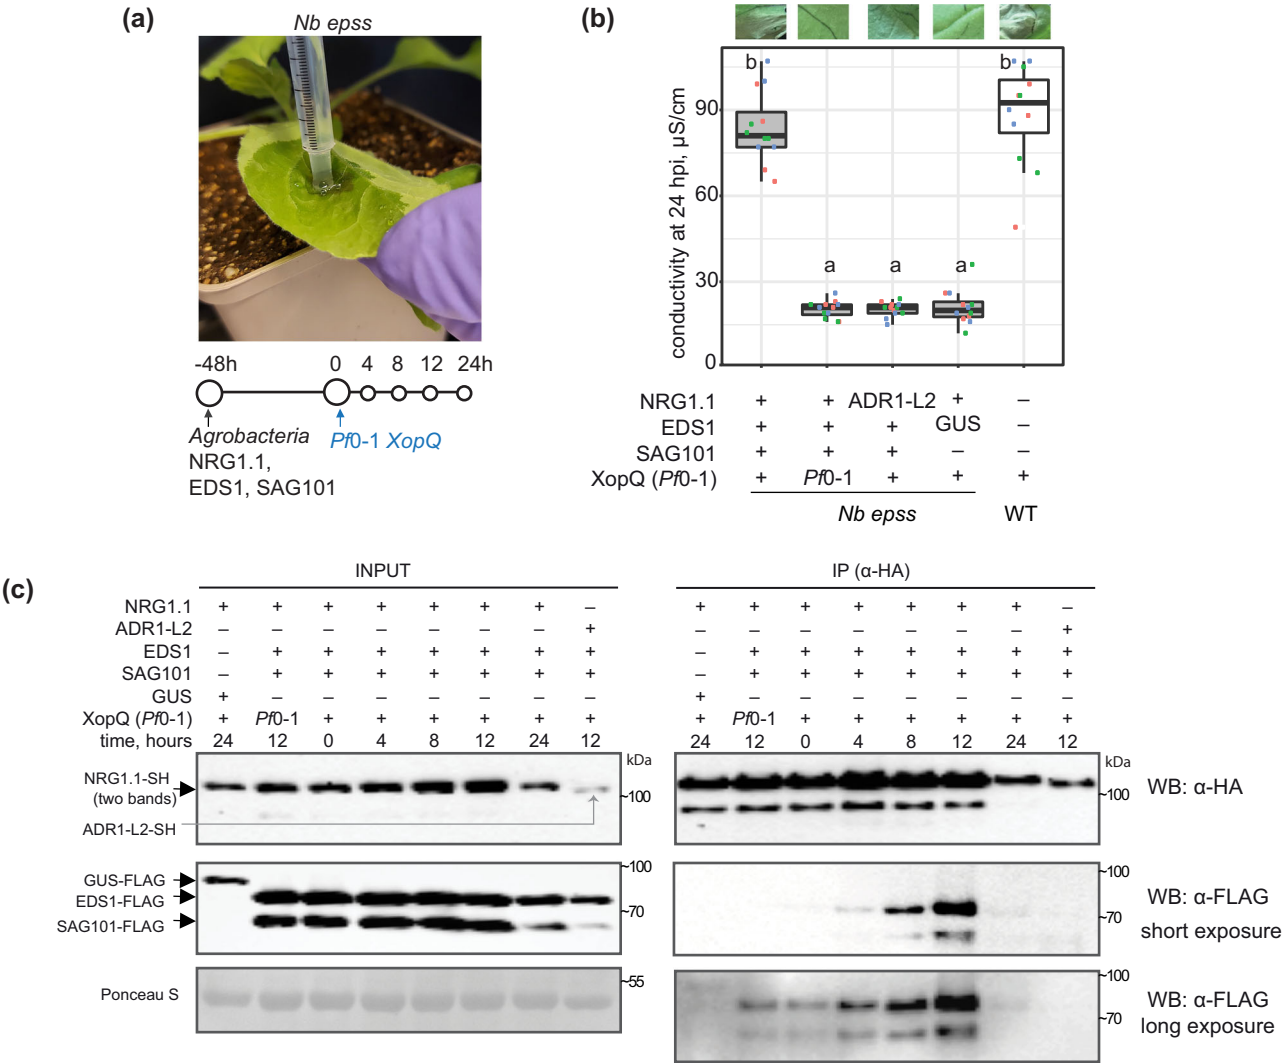 (a)
Nb epss
-48h 0 4 8 12 24h
Agrobacteria
NRG1.1,
EDS1, SAG101
Pf0-1 XopQ
(b)
conductivity at 24 hpi, µS/cm
90
60
30
0
b a a a b
NRG1.1 + + ADR1-L2 + –
EDS1 + + + GUS –
SAG101 + + + – –
XopQ (Pf0-1) + Pf0-1 + + +
Nb epss WT
(c)
INPUT
NRG1.1 + + + + + + + –
ADR1-L2 – – – – – – – +
EDS1 – + + + + + + +
SAG101 – + + + + + + +
GUS + – – – – – – –
XopQ (Pf0-1) + Pf0-1 + + + + + +
time, hours 24 12 0 4 8 12 24 12
kDa
NRG1.1-SH
(two bands)
~100
ADR1-L2-SH
~100
GUS-FLAG
EDS1-FLAG
~70
SAG101-FLAG
~55
Ponceau S
IP (α-HA)
+ + + + + + + –
– – – – – – – +
– + + + + + + +
– + + + + + + +
+ – – – – – – –
+ Pf0-1 + + + + + +
24 12 0 4 8 12 24 12
kDa
~100
WB: α-HA
~100
WB: α-FLAG
~70
short exposure
~100
WB: α-FLAG
~70
long exposure